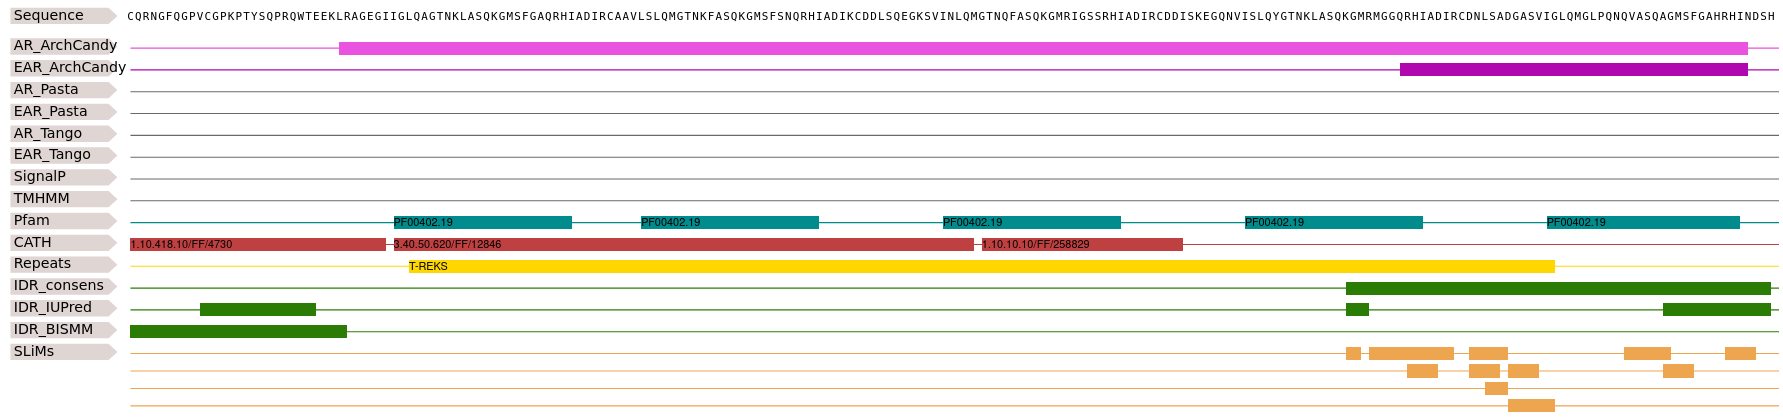 Sequence CQRNGFQGPVCGPKPTYSQPRQWTEEKLRAGEGIIGLQAGTNKLASQKGMSFGAQRHIADIRCAAVLSLQMGTNKFASQKGMSFSNQRHIADIKCDDLSQEGKSVINLQMGTNQFASQKGMRIGSSRHIADIRCDDISKEGQNVISLQYGTNKLASQKGMRMGGQRHIADIRCDNLSADGASVIGLQMGLPQNQVASQAGMSFGAHRHINDSH
AR_ArchCandy
EAR_ArchCandy
AR_Pasta
EAR_Pasta
AR_Tango
EAR_Tango
SignalP
TMHMM
Pfam PF00402.19 PF00402.19 PF00402.19 PF00402.19 PF00402.19
CATH 1.10.418.10/FF/4730 3.40.50.620/FF/12846 1.10.10.10/FF/258829
Repeats T-REKS
IDR_consens
IDR_IUPred
IDR_BISMM
SLiMs